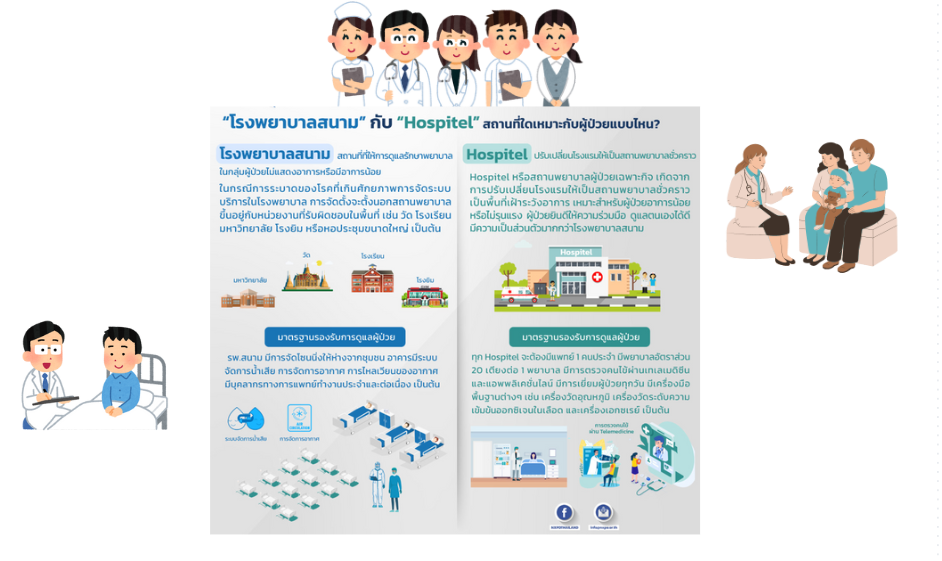 “โรงพยาบาลสนาม” กับ “Hospitel” สถานที่ใดเหมาะกับผู้ป่วยแบบไหน?
โรงพยาบาลสนาม สถานที่ที่ให้การดูแลรักษาพยาบาล
ในกลุ่มผู้ป่วยไม่แสดงอาการหรือมีอาการน้อย
ในกรณีการระบาดของโรคที่เกินศักยภาพการจัดระบบ
บริการในโรงพยาบาล การจัดตั้งจะตั้งนอกสถานพยาบาล
ขึ้นอยู่กับหน่วยงานที่รับผิดชอบในพื้นที่ เช่น วัด โรงเรียน
มหาวิทยาลัย โรงยิม หรือหอประชุมขนาดใหญ่ เป็นต้น
มหาวิทยาลัย
วัด
โรงเรียน
โรงยิม
มาตรฐานรองรับการดูแลผู้ป่วย
รพ.สนาม มีการจัดโซนนิ่งให้ห่างจากชุมชน อาคารมีระบบ
จัดการน้ำเสีย การจัดการอากาศ การไหลเวียนของอากาศ
มีบุคลากรทางการแพทย์ทำงานประจำและต่อเนื่อง เป็นต้น
AIR
ระบบจัดการน้ำเสีย
การจัดการอากาศ
Hospitel ปรับเปลี่ยนโรงแรมให้เป็นสถานพยาบาลชั่วคราว
Hospitel หรือสถานพยาบาลผู้ป่วยเฉพาะกิจ เกิดจาก
การปรับเปลี่ยนโรงแรมให้เป็นสถานพยาบาลชั่วคราว
เป็นพื้นที่เฝ้าระวังอาการ เหมาะสำหรับผู้ป่วยอาการน้อย
หรือไม่รุนแรง ผู้ป่วยยินดีให้ความร่วมมือ ดูแลตนเองได้ดี
มีความเป็นส่วนตัวมากกว่าโรงพยาบาลสนาม
Hospitel
มาตรฐานรองรับการดูแลผู้ป่วย
ทุก Hospitel จะต้องมีแพทย์ 1 คนประจำ มีพยาบาลอัตราส่วน
20 เตียงต่อ 1 พยาบาล มีการตรวจคนไข้ผ่านเทเลเมดิซีน
และแอพพลิเคชั่นไลน์ มีการเยี่ยมผู้ป่วยทุกวัน มีเครื่องมือ
พื้นฐานต่างๆ เช่น เครื่องวัดอุณหภูมิ เครื่องวัดระดับความ
เข้มข้นออกซิเจนในเลือด และเครื่องเอกซเรย์ เป็นต้น
การตรวจคนไข้
ผ่าน Telemedicine